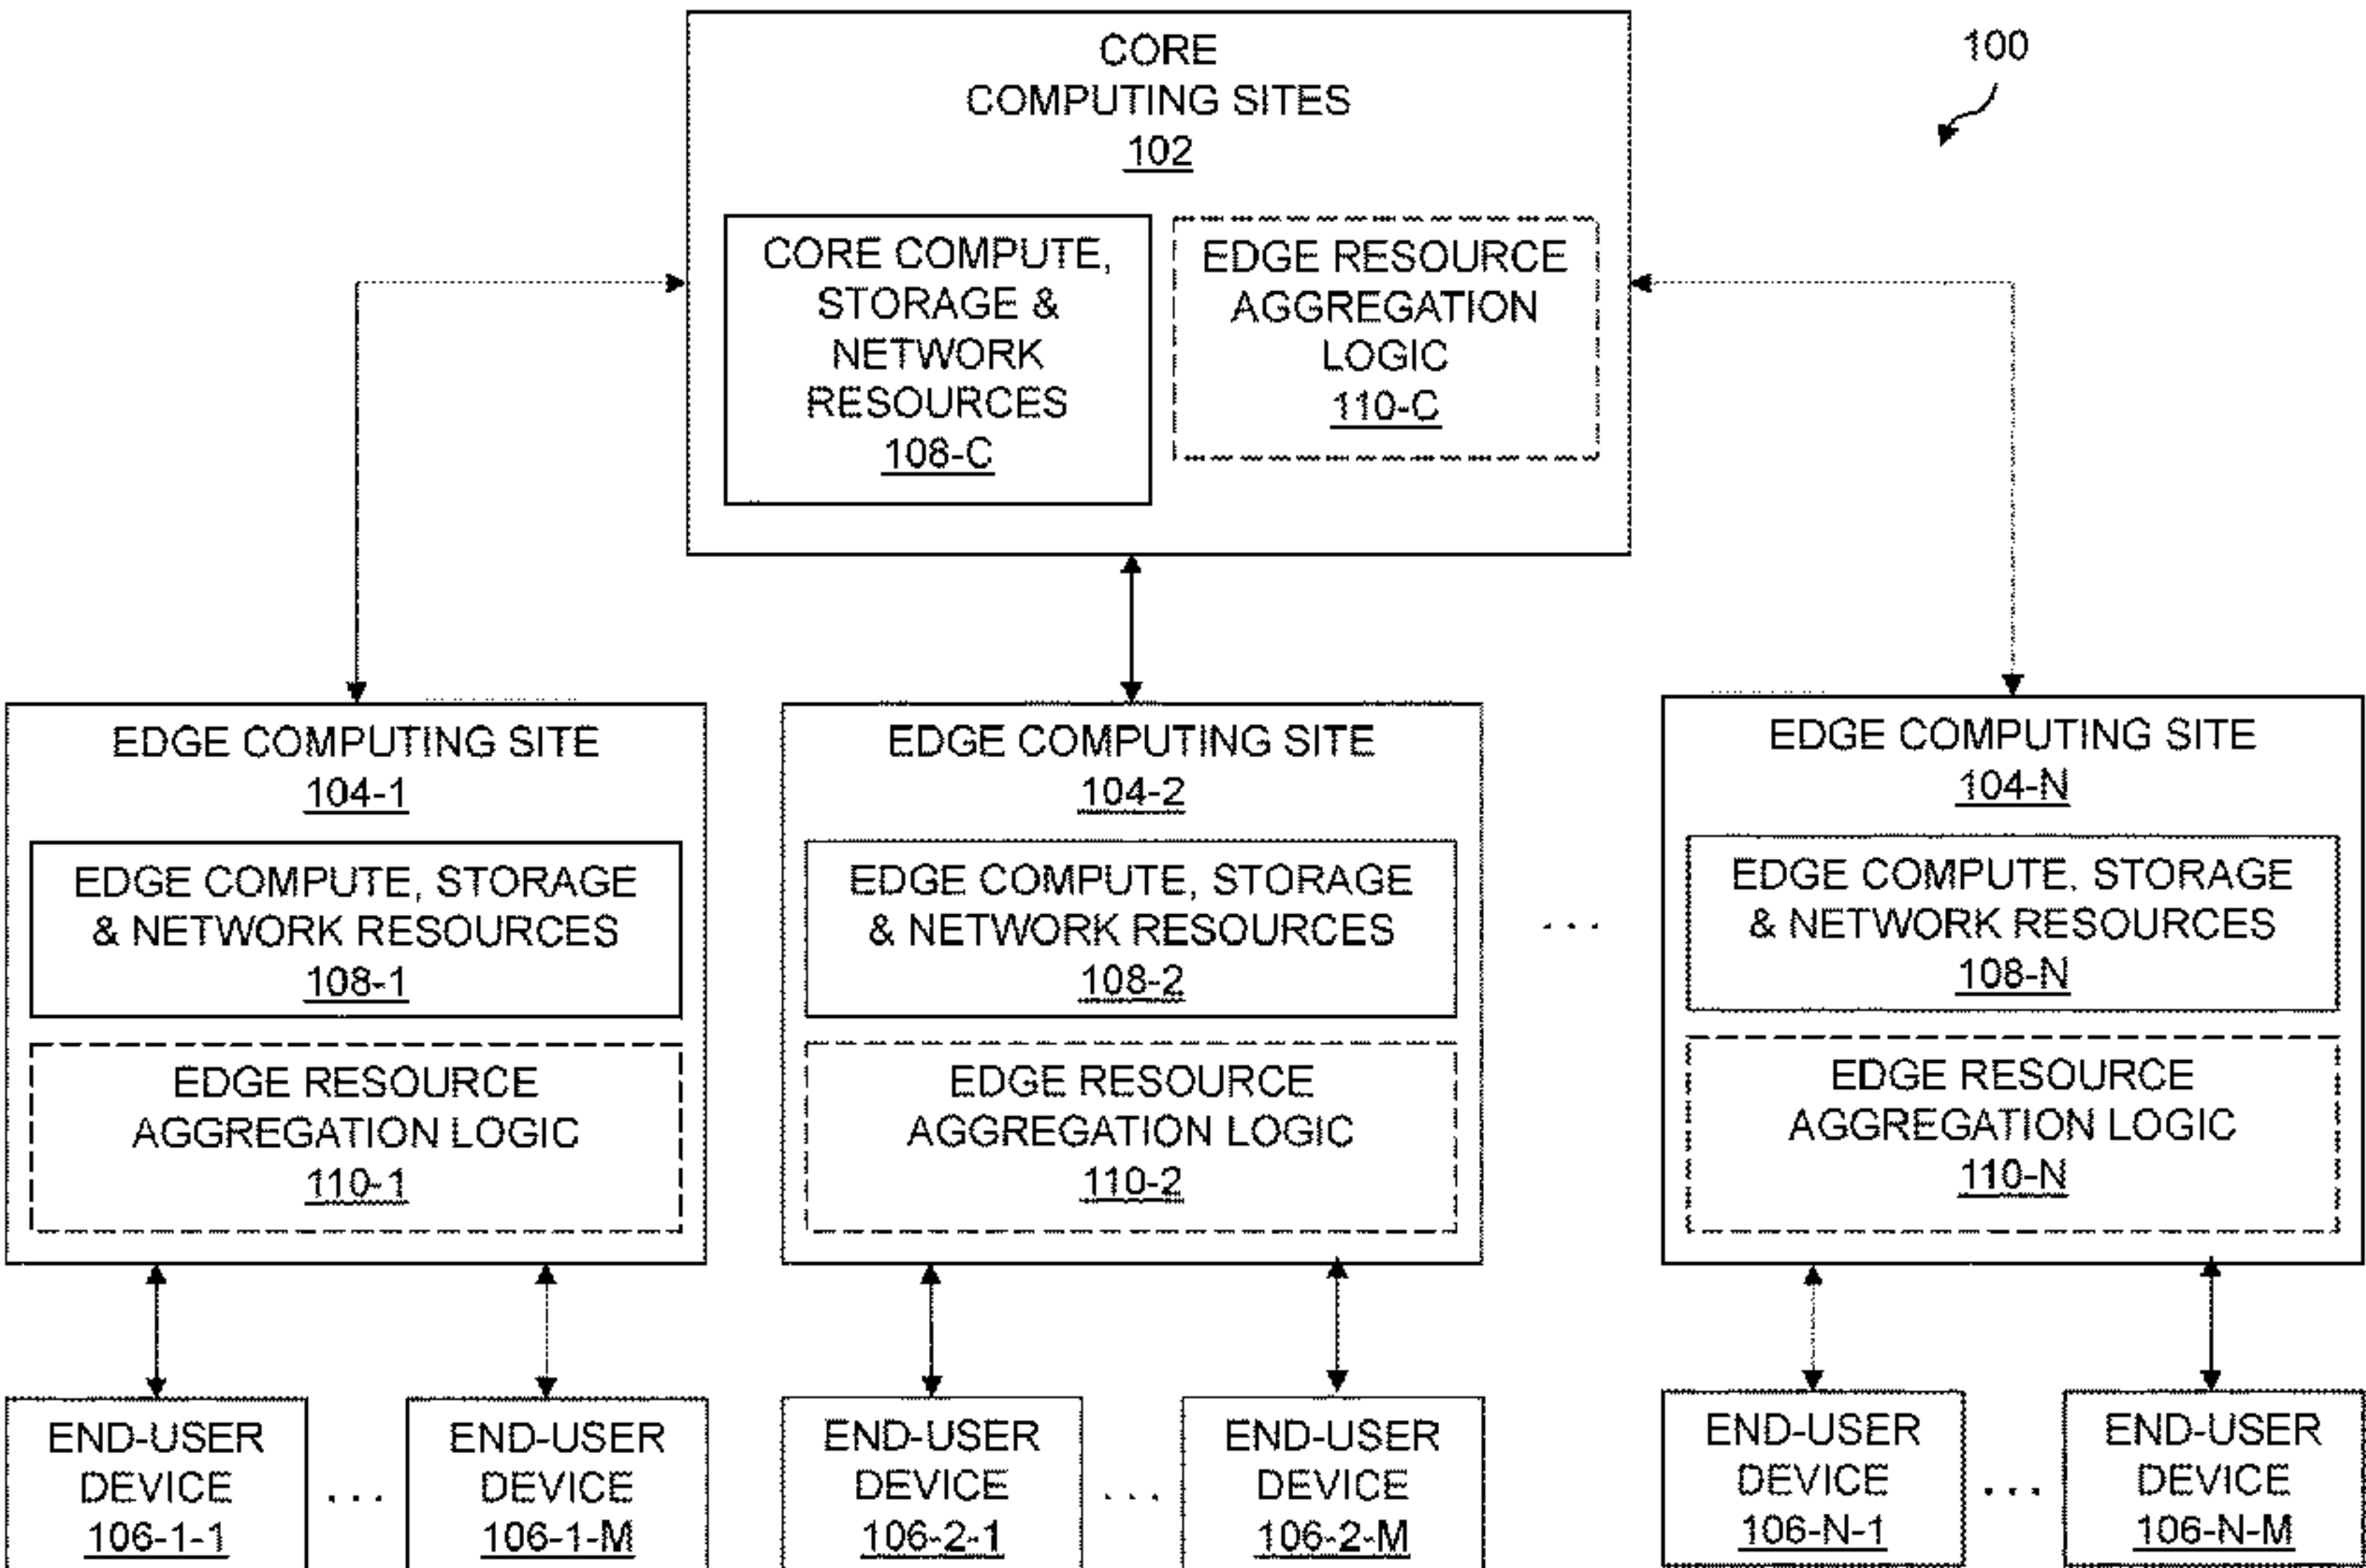 100
CORE
COMPUTING SITES
102
CORE COMPUTE,
STORAGE &
NETWORK
RESOURCES
108-C
EDGE RESOURCE
AGGREGATION
LOGIC
110-C
EDGE COMPUTING SITE
104-1
EDGE COMPUTE, STORAGE
& NETWORK RESOURCES
108-1
EDGE RESOURCE
AGGREGATION LOGIC
110-1
EDGE COMPUTING SITE
104-2
EDGE COMPUTE, STORAGE
& NETWORK RESOURCES
108-2
EDGE RESOURCE
AGGREGATION LOGIC
110-2
. . .
EDGE COMPUTING SITE
104-N
EDGE COMPUTE, STORAGE
& NETWORK RESOURCES
108-N
EDGE RESOURCE
AGGREGATION LOGIC
110-N
END-USER
DEVICE
106-1-1
. . .
END-USER
DEVICE
106-1-M
END-USER
DEVICE
106-2-1
. . .
END-USER
DEVICE
106-2-M
END-USER
DEVICE
106-N-1
. . .
END-USER
DEVICE
106-N-M